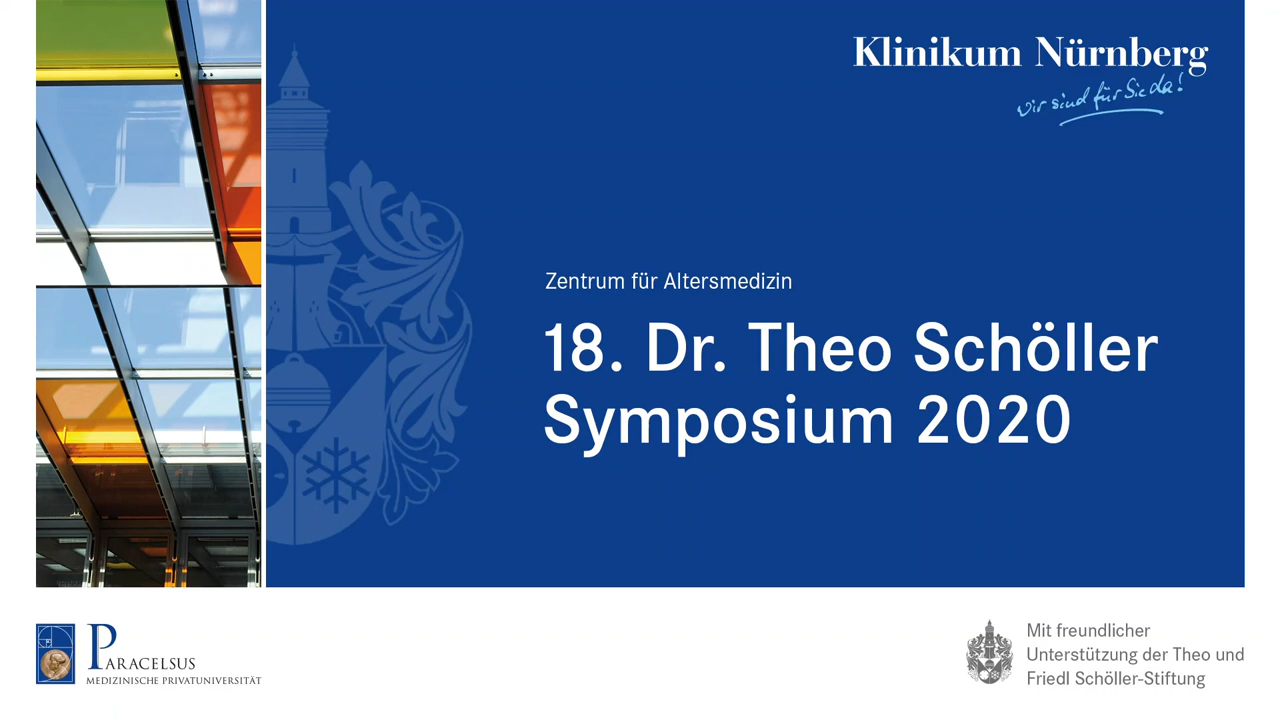 Klinikum Nürnberg
wir sind für Sie da!
Zentrum für Altersmedizin
18. Dr. Theo Schöller
Symposium 2020
PARACELSUS
MEDIZINISCHE PRIVATUNIVERSITÄT
Mit freundlicher
Unterstützung der Theo und
Friedl Schöller-Stiftung